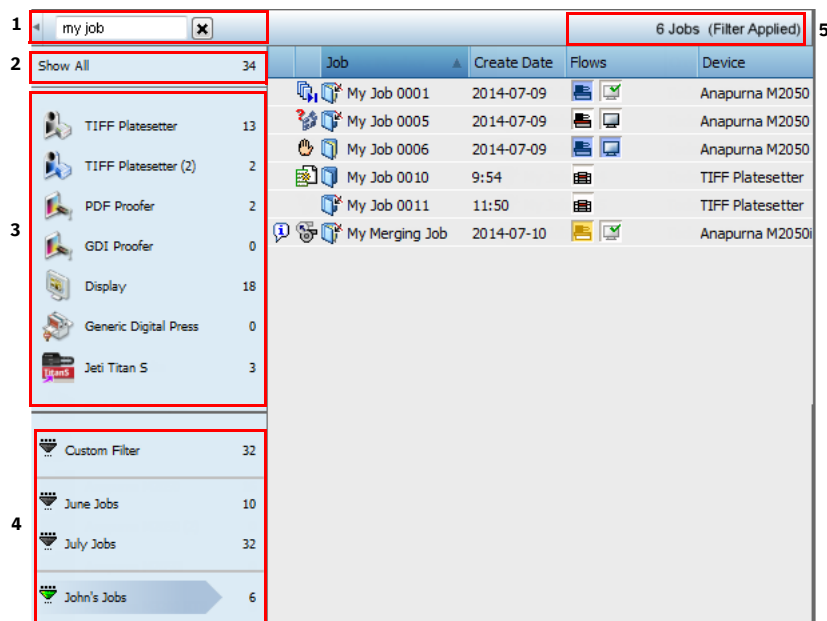 1
my job
6 Jobs (Filter Applied)
5
2
Show All 34
Job Create Date Flows Device
My Job 0001 2014-07-09 Anapurna M2050
My Job 0005 2014-07-09 Anapurna M2050
My Job 0006 2014-07-09 Anapurna M2050
My Job 0010 9:54 TIFF Platesetter
My Job 0011 11:50 TIFF Platesetter
My Merging Job 2014-07-10 Anapurna M2050i
3
TIFF Platesetter 13
TIFF Platesetter (2) 2
PDF Proofer 2
GDI Proofer 0
Display 18
Generic Digital Press 0
TitanS
Jeti Titan S 3
4
Custom Filter 32
June Jobs 10
July Jobs 32
John's Jobs 6